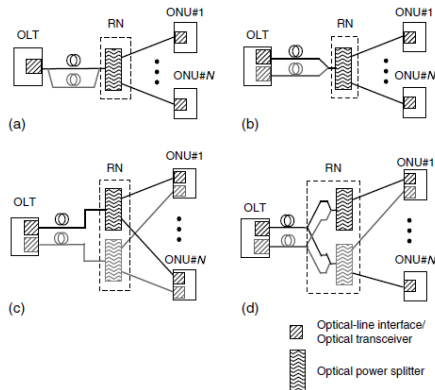 OLT
RN
ONU#1
ONU#N
(a)
OLT
RN
ONU#1
ONU#N
(b)
OLT
RN
ONU#1
ONU#N
(c)
OLT
RN
ONU#1
ONU#N
(d)
Optical-line interface/
Optical transceiver
Optical power splitter